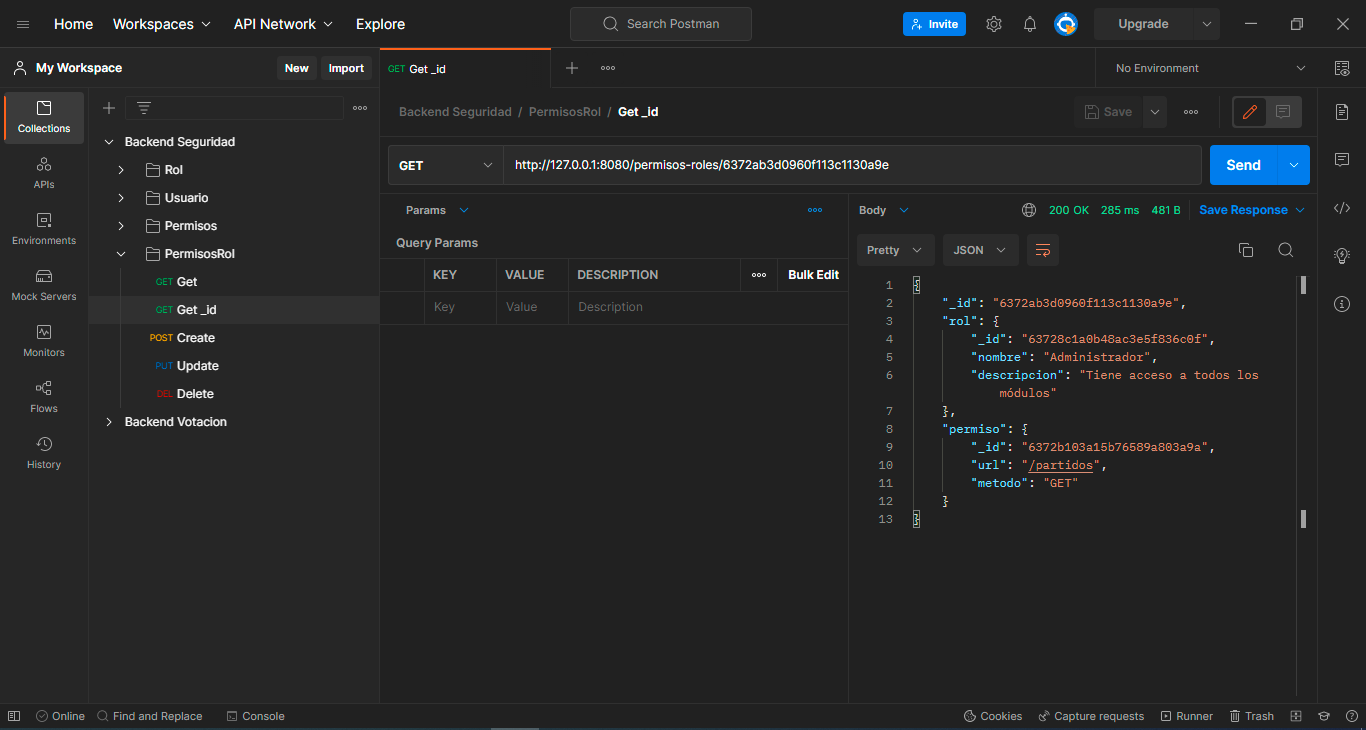 Home Workspaces API Network Explore Search Postman Invite Upgrade
My Workspace New Import GET Get _id No Environment
Collections
APIs
Environments
Mock Servers
Monitors
Flows
History
Backend Seguridad
Rol
Usuario
Permisos
PermisosRol
GET Get
GET Get _id
POST Create
PUT Update
DEL Delete
Backend Votacion
Backend Seguridad / PermisosRol / Get _id Save
GET http://127.0.0.1:8080/permisos-roles/6372ab3d0960f113c1130a9e Send
Params
Query Params
KEY VALUE DESCRIPTION Bulk Edit
Key Value Description
Body 200 OK 285 ms 481 B Save Response
Pretty JSON
1 {
2 "_id": "6372ab3d0960f113c1130a9e",
3 "rol": {
4 "_id": "63728c1a0b48ac3e5f836c0f",
5 "nombre": "Administrador",
6 "descripcion": "Tiene acceso a todos los
módulos"
7 },
8 "permiso": {
9 "_id": "6372b103a15b76589a803a9a",
10 "url": "/partidos",
11 "metodo": "GET"
12 }
13 }
Online Find and Replace Console Cookies Capture requests Runner Trash